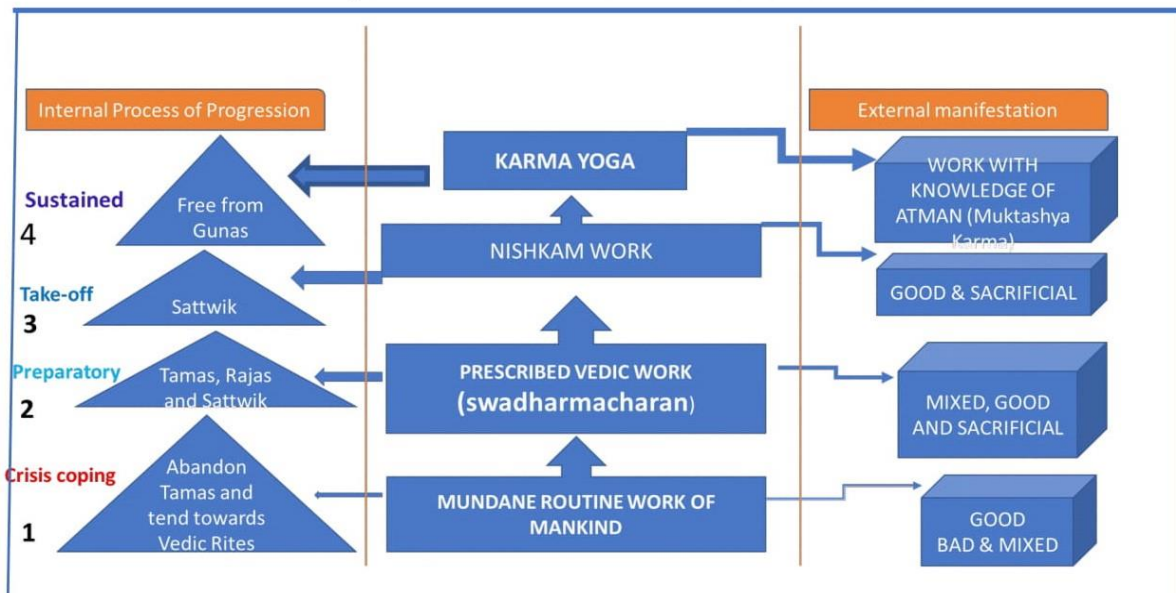 Internal Process of Progression
External manifestation
KARMA YOGA
WORK WITH
KNOWLEDGE OF
ATMAN (Muktashya
Karma)
Sustained
4
Free from
Gunas
NISHKAM WORK
GOOD & SACRIFICIAL
Take-off
3
Sattwik
Preparatory
2
Tamas, Rajas
and Sattwik
PRESCRIBED VEDIC WORK
(swadharmacharan)
MIXED, GOOD
AND SACRIFICIAL
Crisis coping
1
Abandon
Tamas and
tend towards
Vedic Rites
MUNDANE ROUTINE WORK OF
MANKIND
GOOD
BAD & MIXED